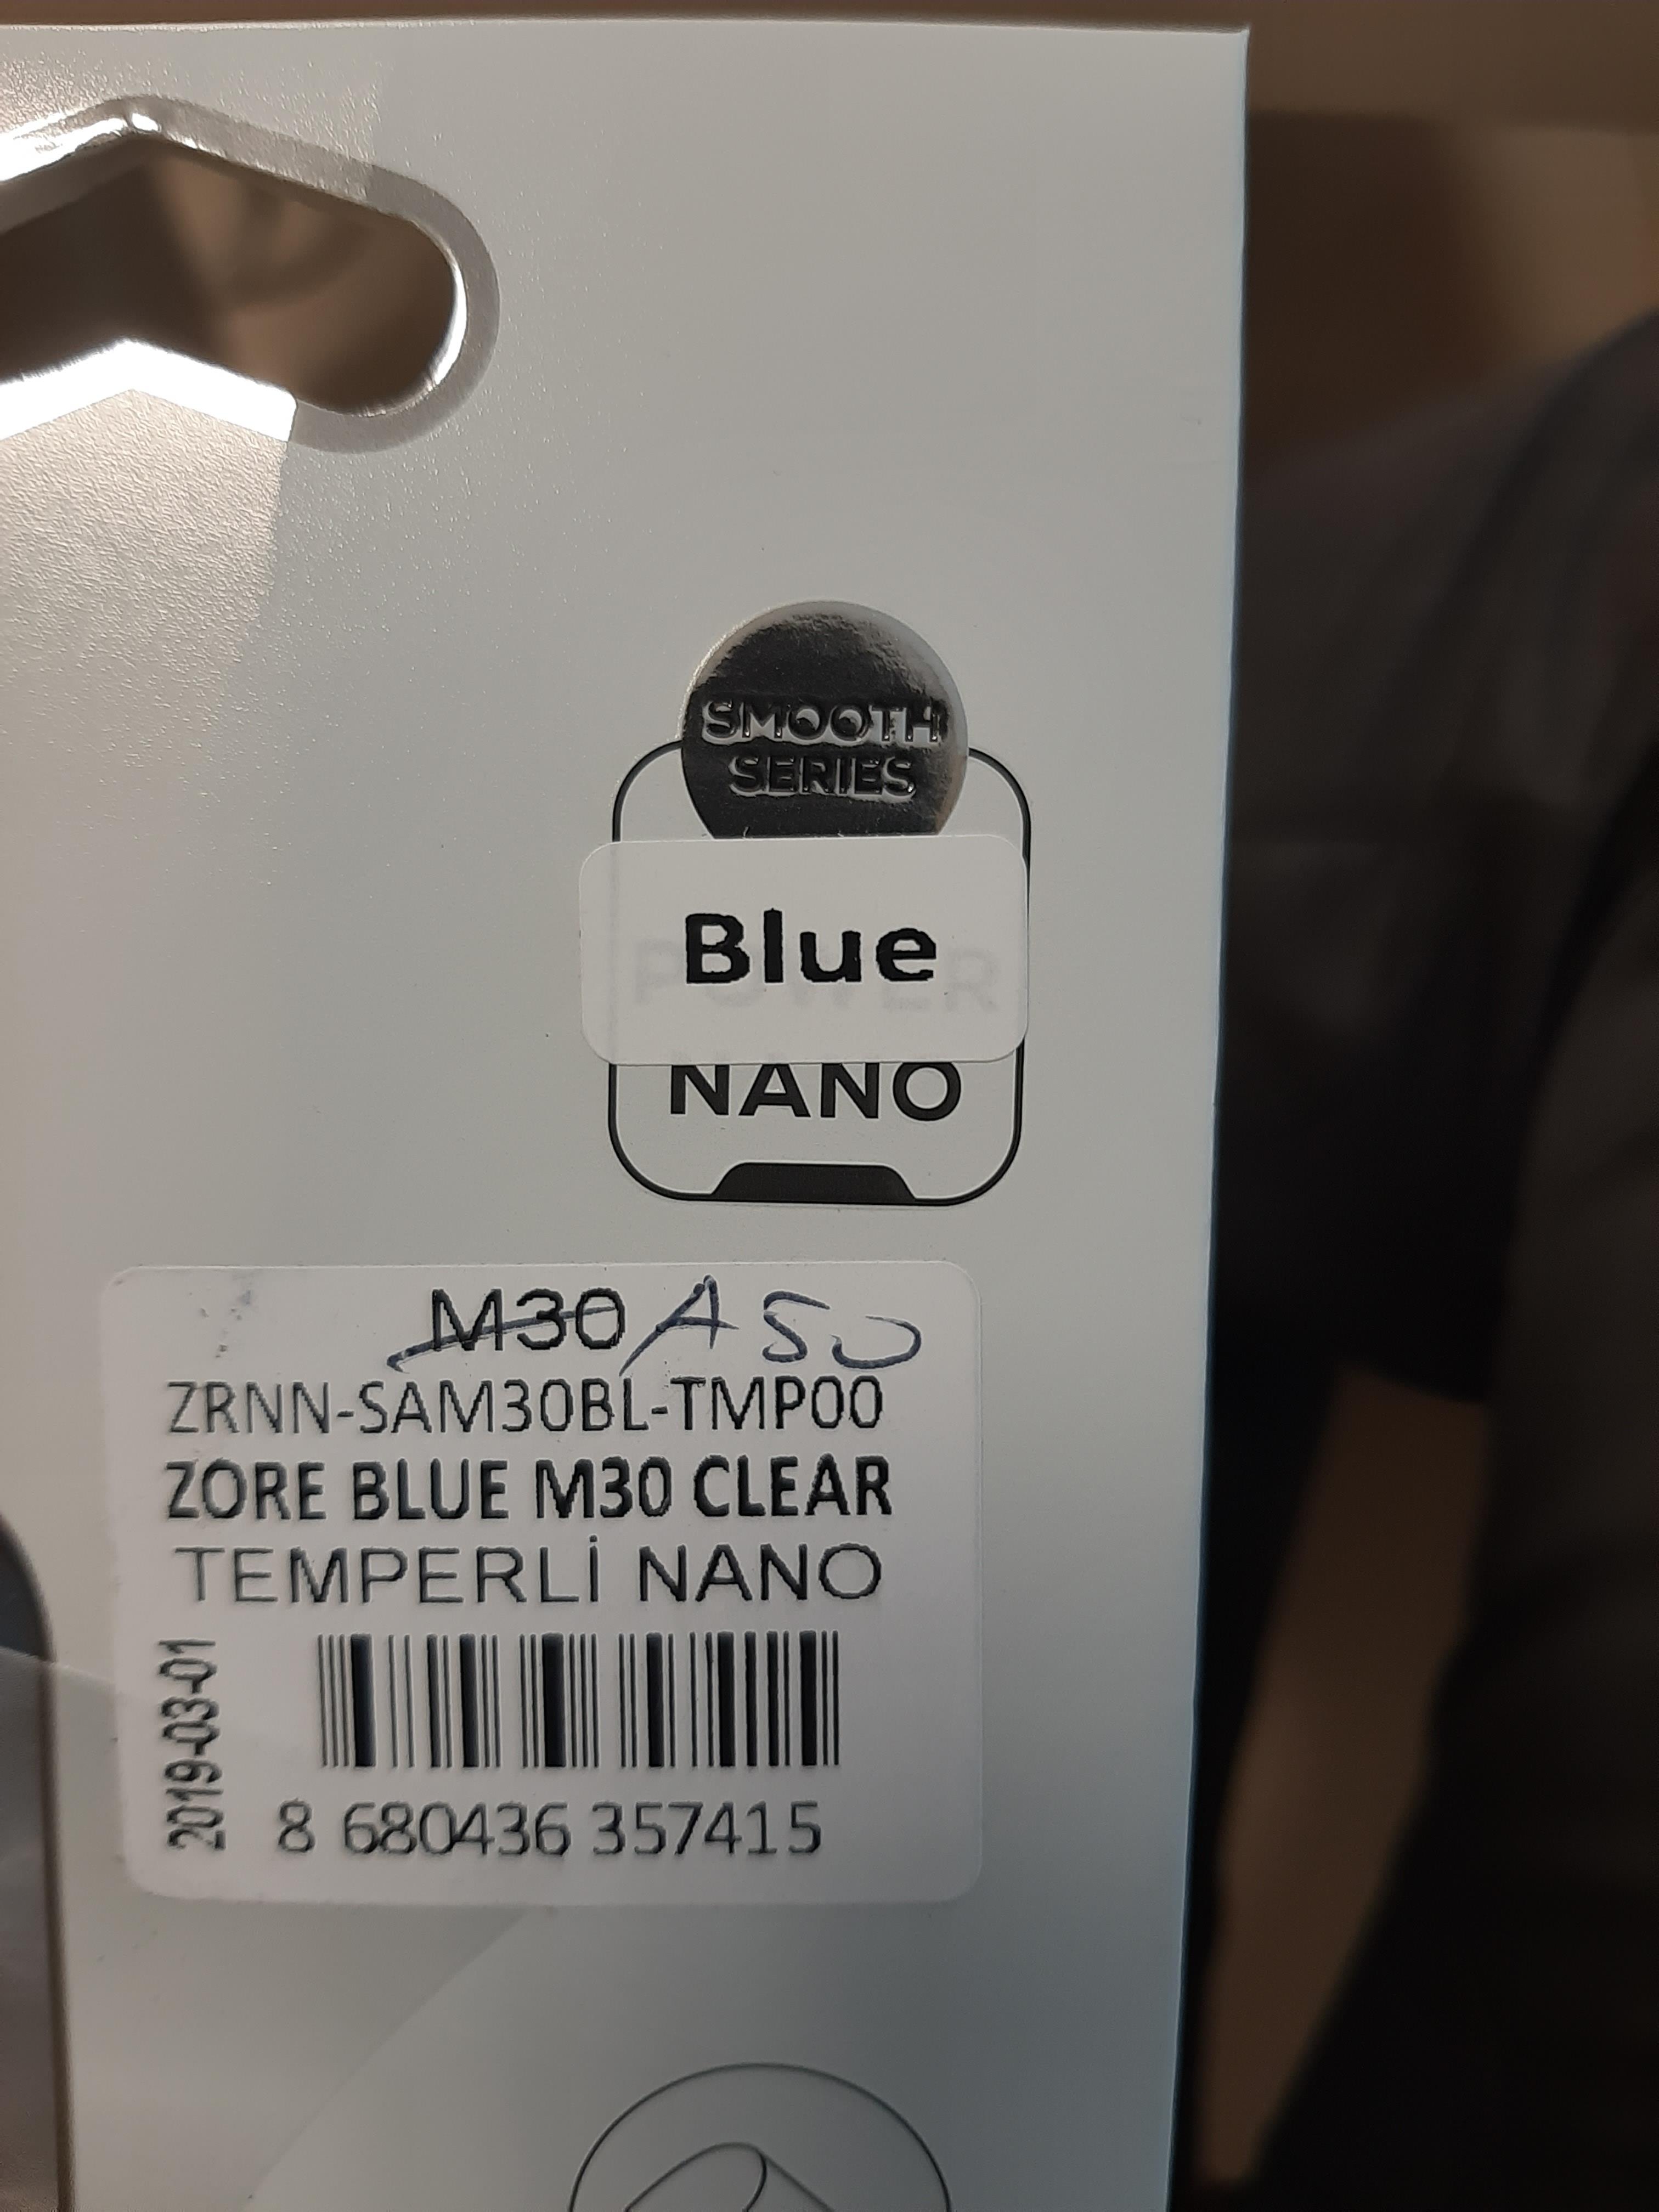 SMOOTH
SERIES
Blue
POWER
NANO
M30 A50
ZRNN-SAM30BL-TMP00
ZORE BLUE M30 CLEAR
TEMPERLİ NANO
2019-03-01
8 680436 357415